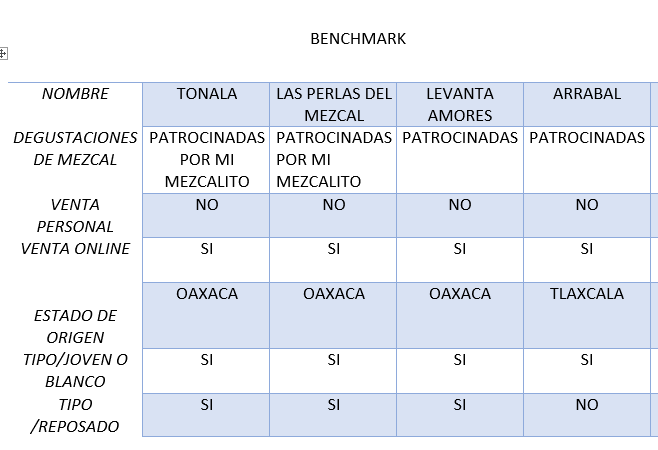 BENCHMARK
NOMBRE TONALA LAS PERLAS DEL MEZCAL LEVANTA AMORES ARRABAL
DEGUSTACIONES DE MEZCAL PATROCINADAS POR MI MEZCALITO PATROCINADAS POR MI MEZCALITO PATROCINADAS PATROCINADAS
VENTA PERSONAL NO NO NO NO
VENTA ONLINE SI SI SI SI
ESTADO DE ORIGEN OAXACA OAXACA OAXACA TLAXCALA
TIPO/JOVEN O BLANCO SI SI SI SI
TIPO /REPOSADO SI SI SI NO